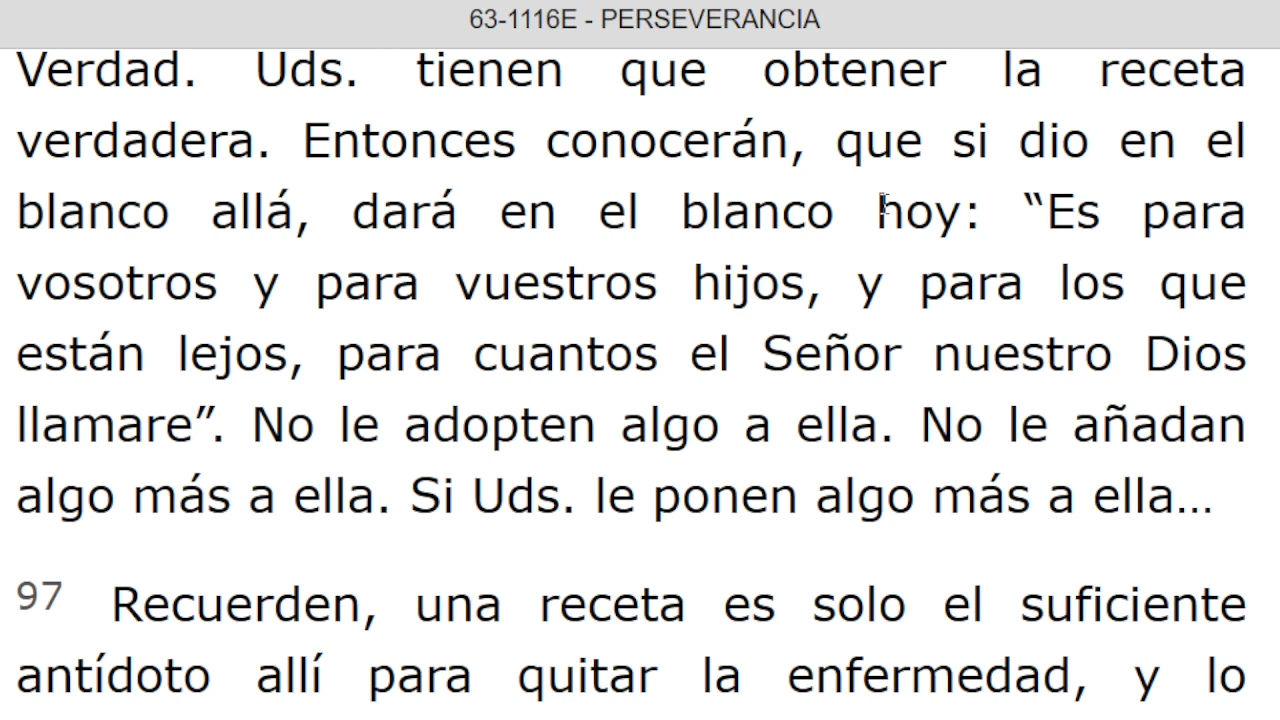 63-1116E - PERSEVERANCIA
Verdad. Uds. tienen que obtener la receta
verdadera. Entonces conocerán, que si dio en el
blanco allá, dará en el blanco hoy: “Es para
vosotros y para vuestros hijos, y para los que
están lejos, para cuantos el Señor nuestro Dios
llamare”. No le adopten algo a ella. No le añadan
algo más a ella. Si Uds. le ponen algo más a ella…
97 Recuerden, una receta es solo el suficiente
antídoto allí para quitar la enfermedad, y lo